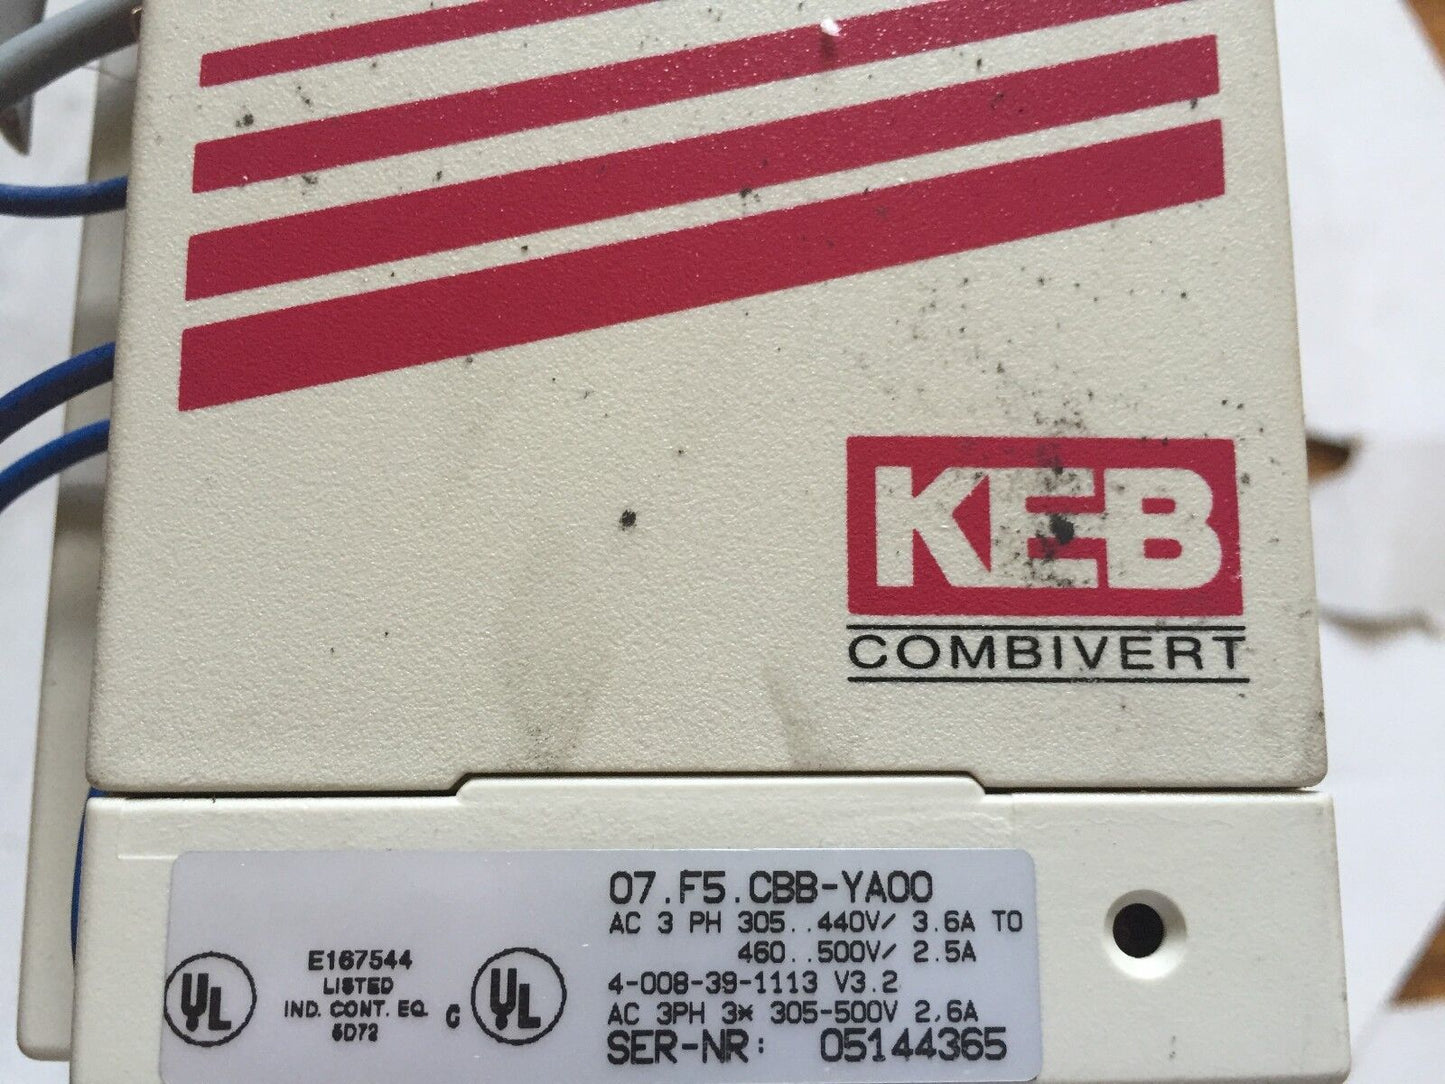 KEB
COMBIVERT
07.F5.CBB-YA00
AC 3 PH 305..440V/ 3.6A TO
460..500V/ 2.5A
4-008-39-1113 V3.2
AC 3PH 3x 305-500V 2,6A
SER-NR: 05144365
UL
E167544
LISTED
IND. CONT. EQ.
5D72
C UL